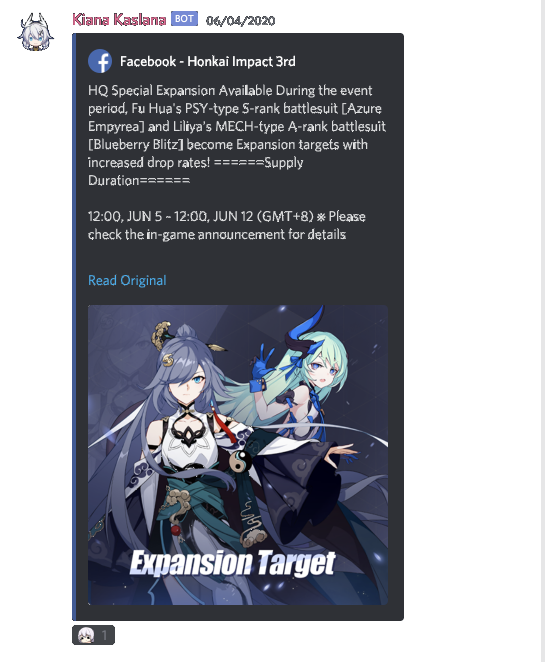 Kiana Kaslana BOT 06/04/2020
Facebook - Honkai Impact 3rd
HQ Special Expansion Available During the event
period, Fu Hua's PSY-type S-rank battlesuit [Azure
Empyrea] and Liliya's MECH-type A-rank battlesuit
[Blueberry Blitz] become Expansion targets with
increased drop rates! ======Supply
Duration======
12:00, JUN 5 ~ 12:00, JUN 12 (GMT+8) ※ Please
check the in-game announcement for details
Read Original
Expansion Target
1